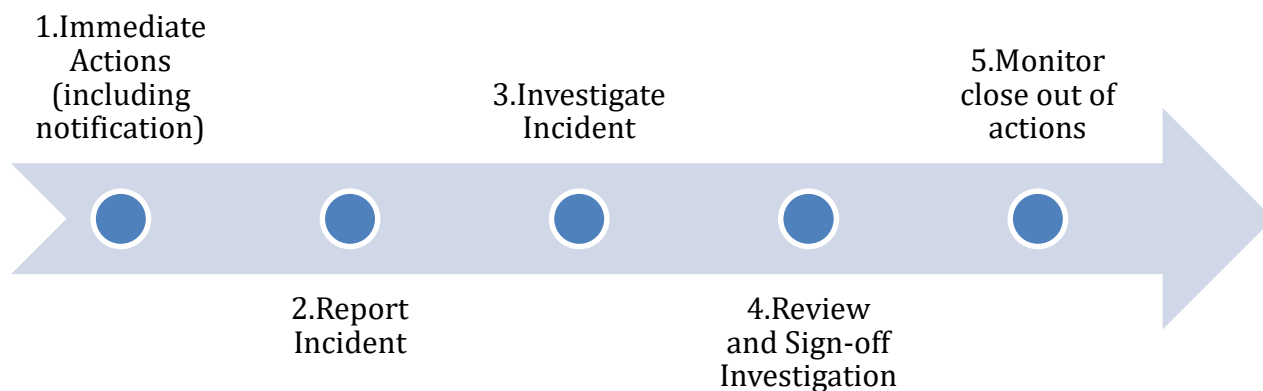 1.Immediate
Actions
(including
notification)
2.Report
Incident
3.Investigate
Incident
4.Review
and Sign-off
Investigation
5.Monitor
close out of
actions